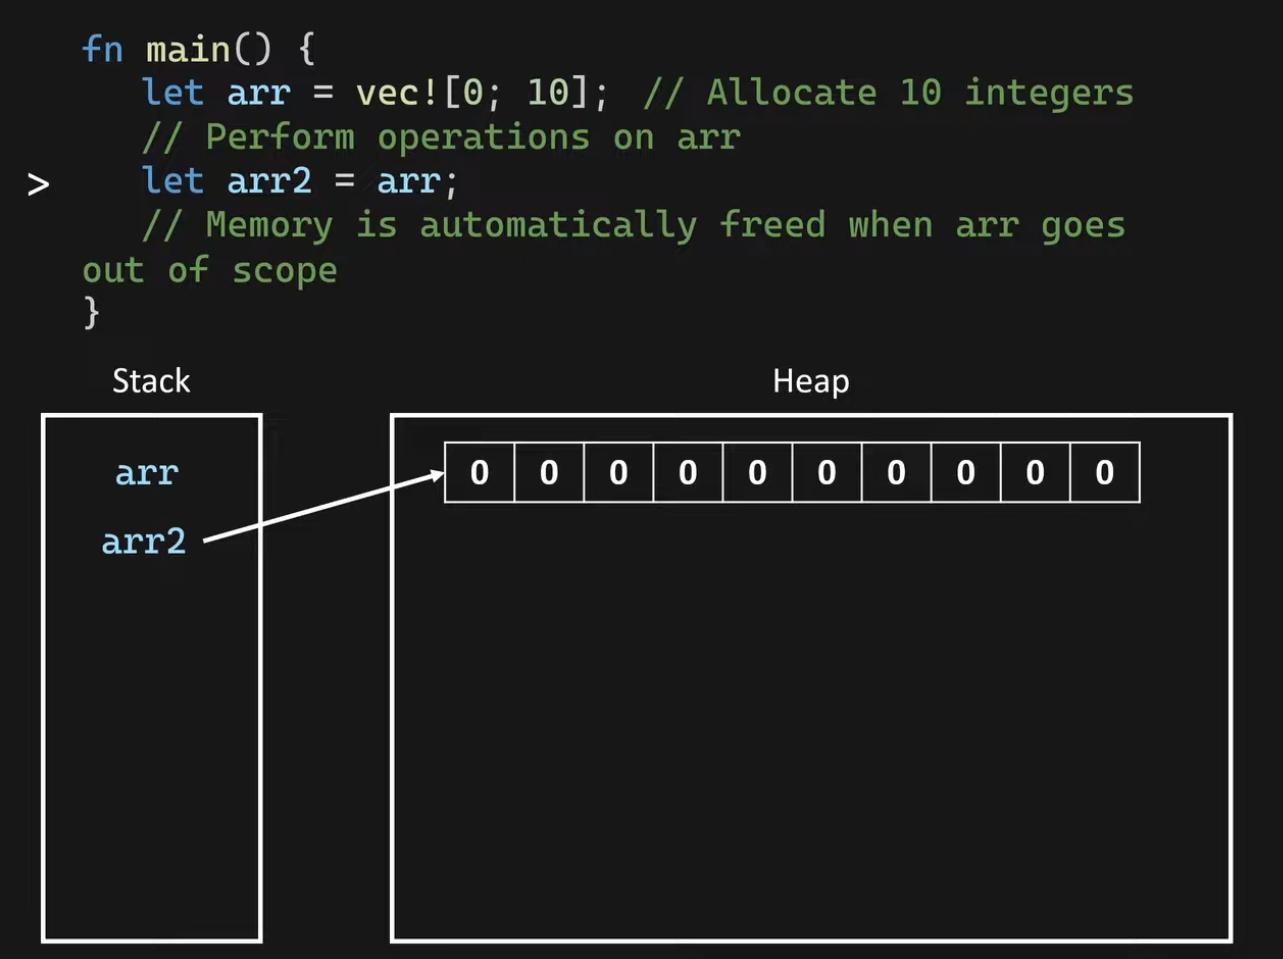 fn main() {
let arr = vec![0; 10]; // Allocate 10 integers
// Perform operations on arr
> let arr2 = arr;
// Memory is automatically freed when arr goes
out of scope
}
Stack Heap
arr 0 0 0 0 0 0 0 0 0 0
arr2